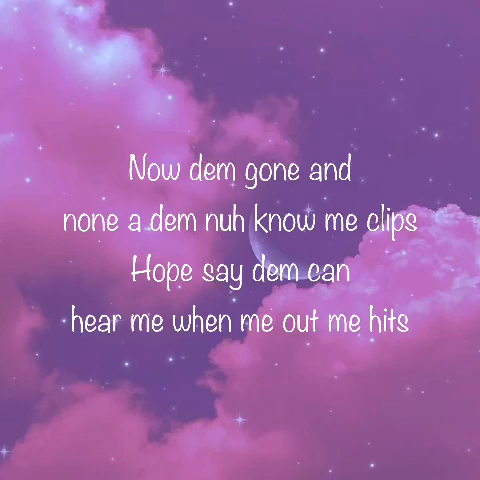 Now dem gone and
none a dem nuh know me clips
Hope say dem can
hear me when me out me hits